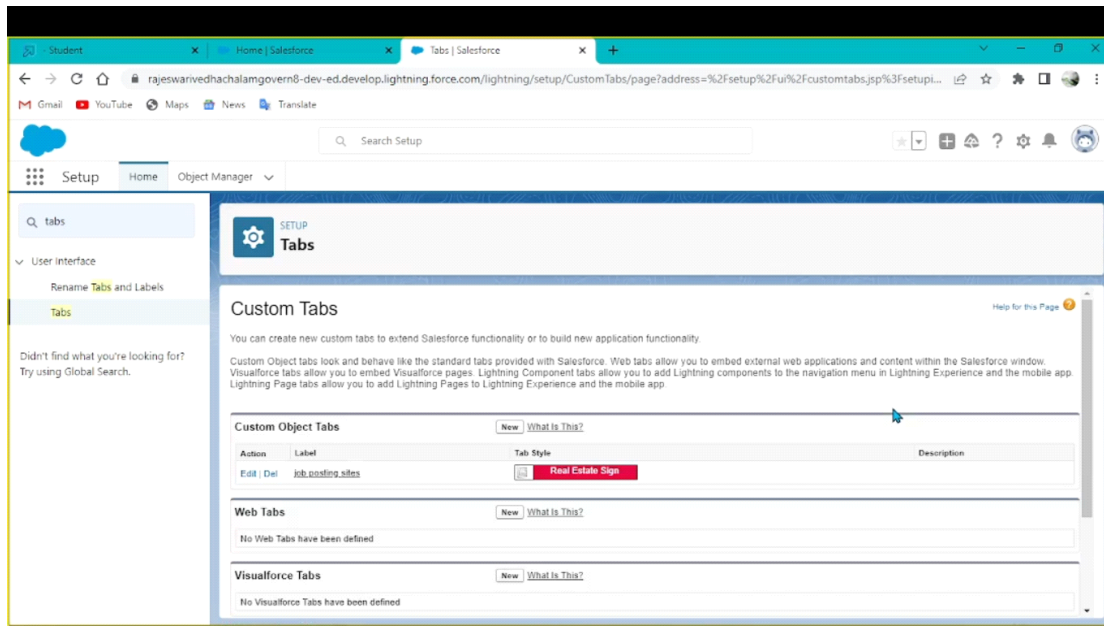 - Student
Home | Salesforce
Tabs | Salesforce
rajeswarivedhachalamgovern8-dev-ed.develop.lightning.force.com/lightning/setup/CustomTabs/page?address=%2Fsetup%2Fui%2Fcustomtabs.jsp%3Fsetupi...
Gmail YouTube Maps News Translate
Search Setup
Setup Home Object Manager
tabs
User Interface
Rename Tabs and Labels
Tabs
Didn't find what you're looking for?
Try using Global Search.
SETUP
Tabs
Custom Tabs
Help for this Page
You can create new custom tabs to extend Salesforce functionality or to build new application functionality.
Custom Object tabs look and behave like the standard tabs provided with Salesforce. Web tabs allow you to embed external web applications and content within the Salesforce window.
Visualforce tabs allow you to embed Visualforce pages. Lightning Component tabs allow you to add Lightning components to the navigation menu in Lightning Experience and the mobile app.
Lightning Page tabs allow you to add Lightning Pages to Lightning Experience and the mobile app.
Custom Object Tabs New What Is This?
Action Label Tab Style Description
Edit | Del job posting sites Real Estate Sign
Web Tabs New What Is This?
No Web Tabs have been defined
Visualforce Tabs New What Is This?
No Visualforce Tabs have been defined